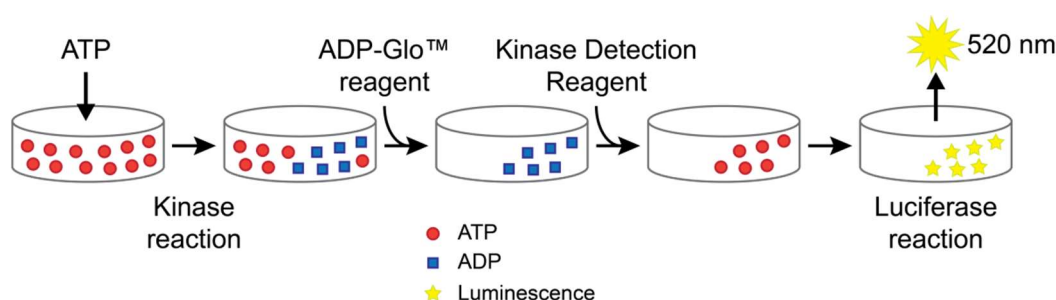 ATP
ADP-Glo™
reagent
Kinase Detection
Reagent
520 nm
Kinase
reaction
Luciferase
reaction
ATP
ADP
Luminescence